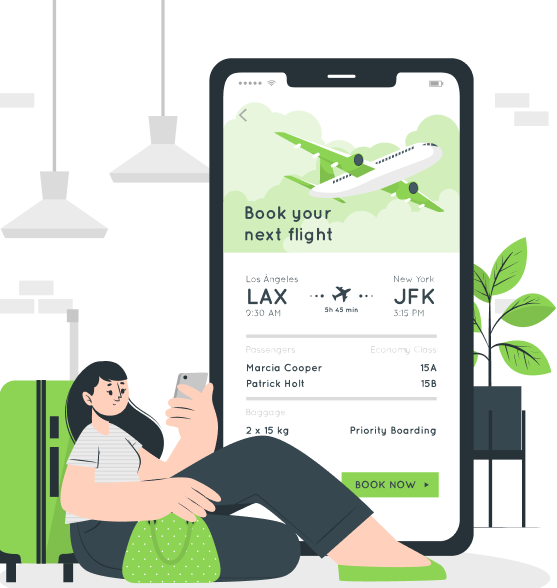 Book your
next flight
Los Angeles New York
LAX JFK
9:30 AM 3:15 PM
5h 45 min
Passengers Economy Class
Marcia Cooper 15A
Patrick Holt 15B
Baggage
2 x 15 kg Priority Boarding
BOOK NOW